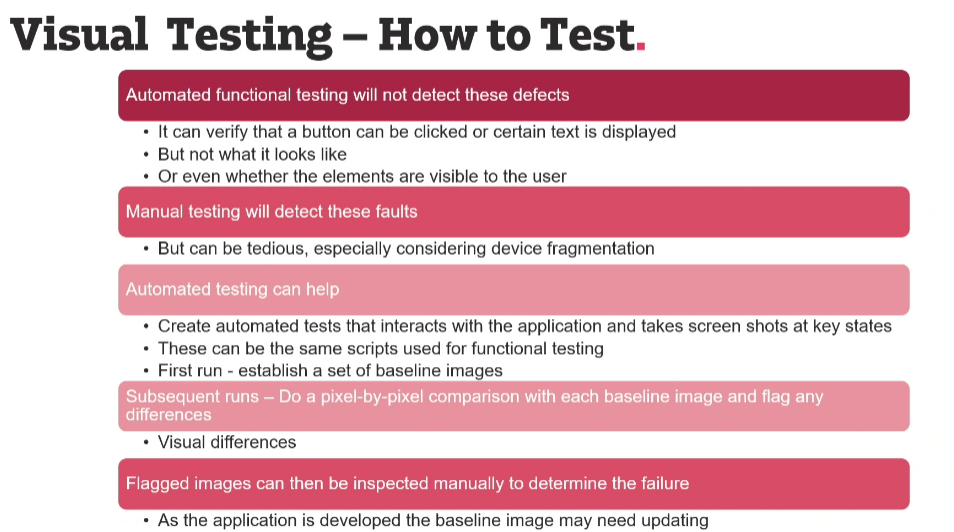 Visual Testing – How to Test.
Automated functional testing will not detect these defects
• It can verify that a button can be clicked or certain text is displayed
• But not what it looks like
• Or even whether the elements are visible to the user
Manual testing will detect these faults
• But can be tedious, especially considering device fragmentation
Automated testing can help
• Create automated tests that interacts with the application and takes screen shots at key states
• These can be the same scripts used for functional testing
• First run - establish a set of baseline images
Subsequent runs – Do a pixel-by-pixel comparison with each baseline image and flag any
differences
• Visual differences
Flagged images can then be inspected manually to determine the failure
• As the application is developed the baseline image may need updating